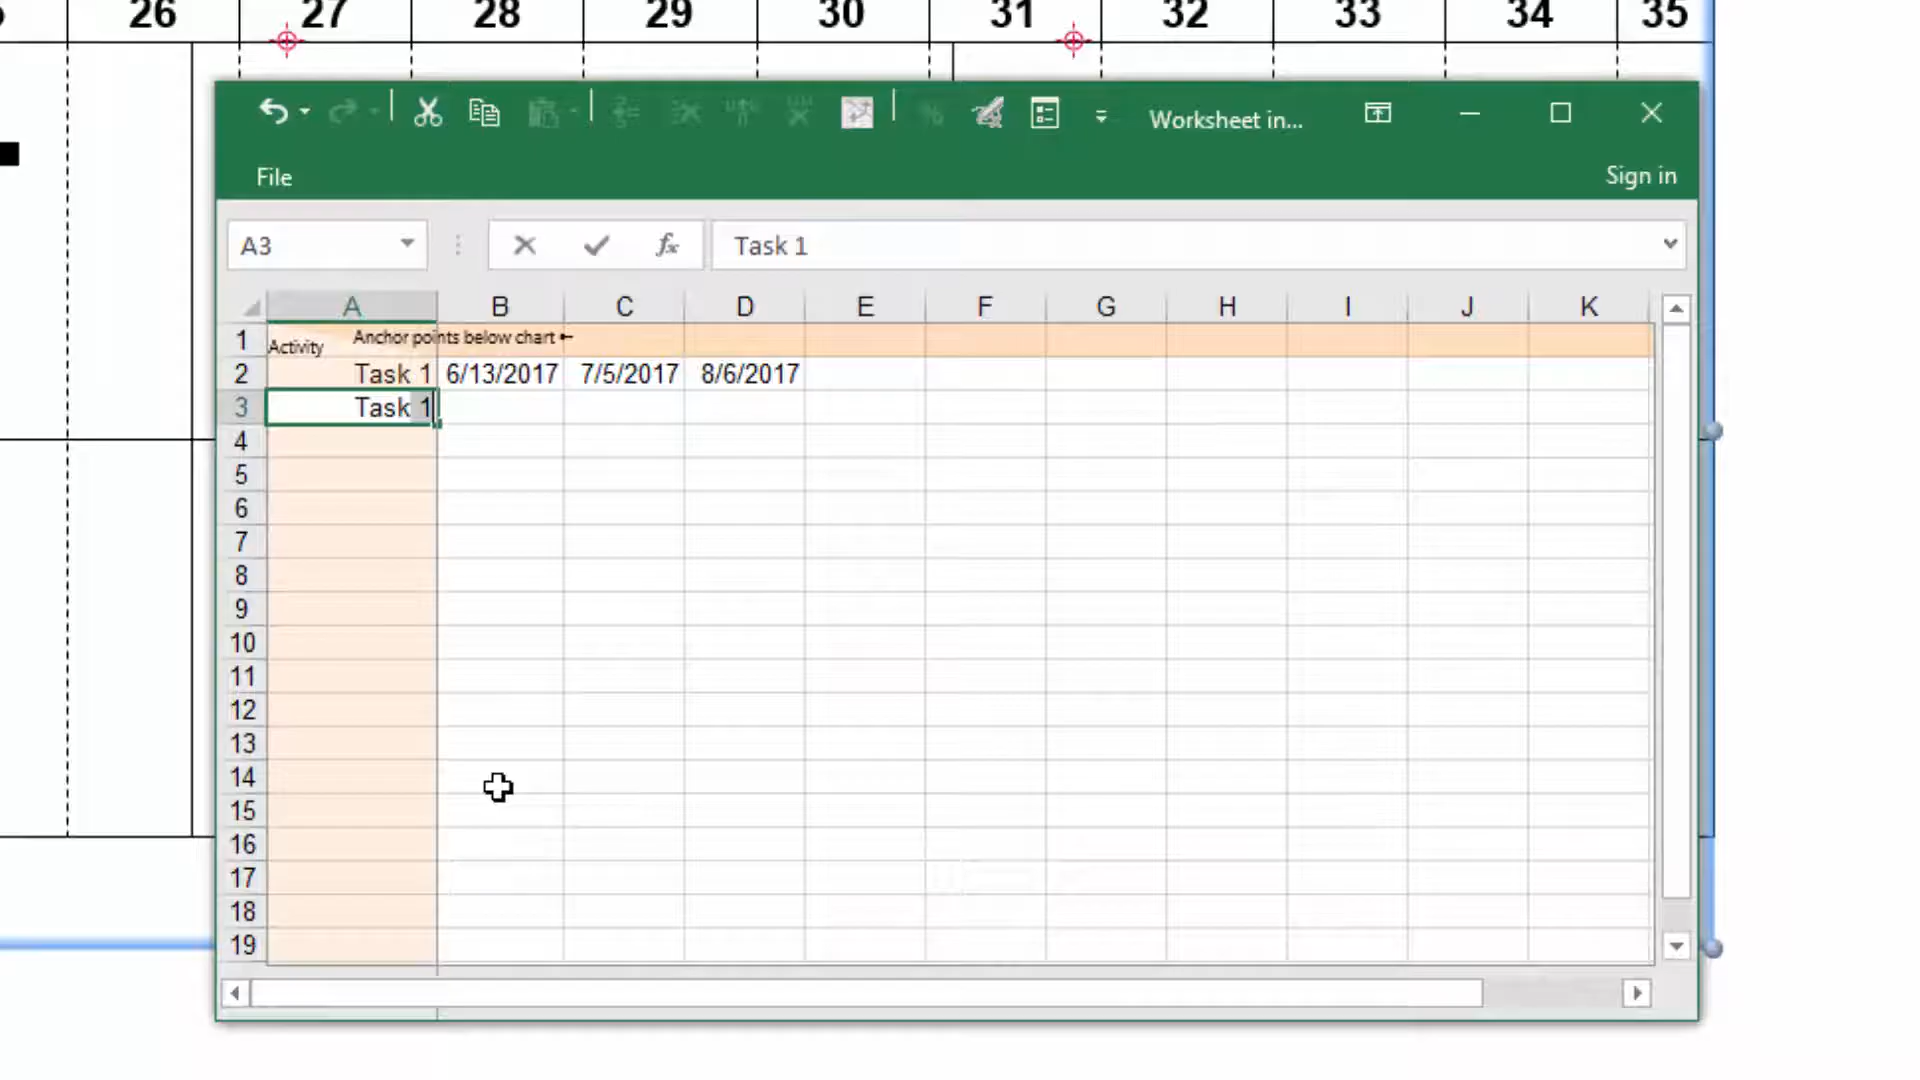 26 27 28 29 30 31 32 33 34 35
Worksheet in...
File Sign in
A3 fx Task 1
A B C D E F G H I J K
1 Activity Anchor points below chart ←
2 Task 1 6/13/2017 7/5/2017 8/6/2017
3 Task 1
4
5
6
7
8
9
10
11
12
13
14
15
16
17
18
19